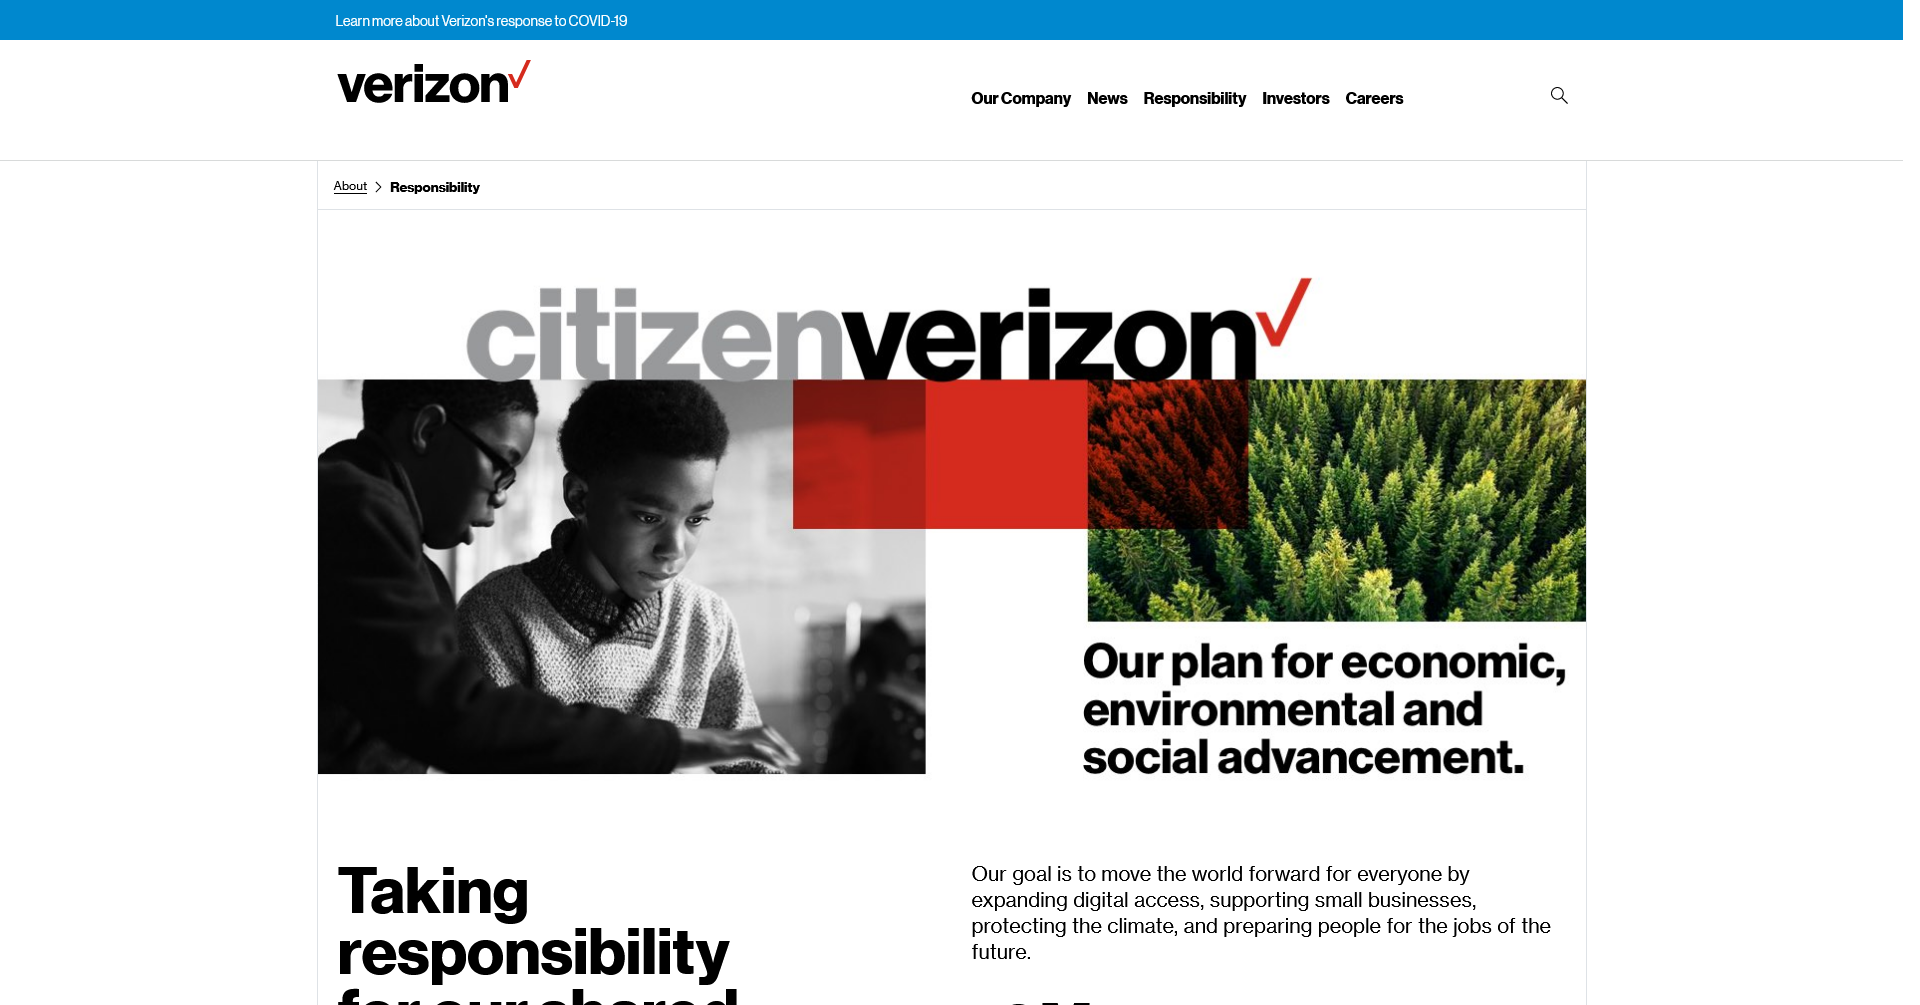 Learn more about Verizon's response to COVID-19
verizon
Our Company News Responsibility Investors Careers
About Responsibility
citizenverizon
Our plan for economic,
environmental and
social advancement.
Taking
responsibility
for our shared
Our goal is to move the world forward for everyone by
expanding digital access, supporting small businesses,
protecting the climate, and preparing people for the jobs of the
future.